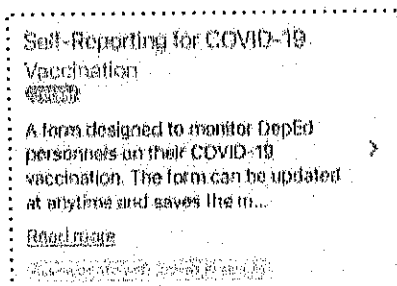 Self-Reporting for COVID-19
Vaccination
A form designed to monitor DepEd
personnels on their COVID-19
vaccination. The form can be updated
at anytime and saves the m...
Read more